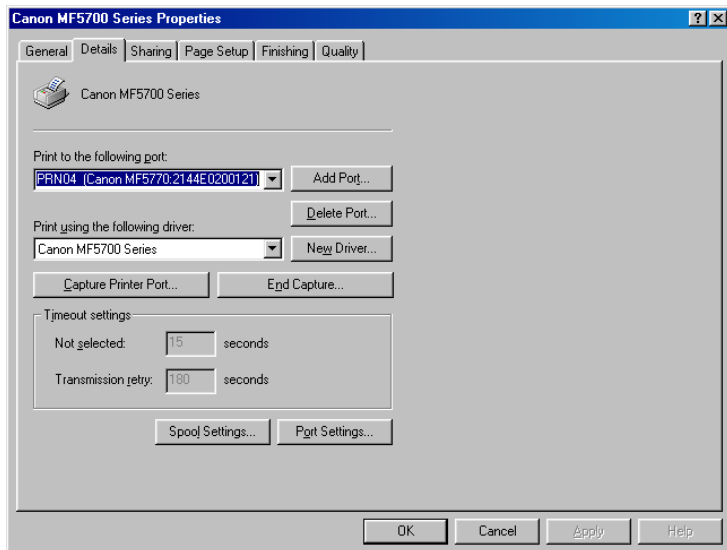 Canon MF5700 Series Properties
General Details Sharing Page Setup Finishing Quality
Canon MF5700 Series
Print to the following port:
PRN04 (Canon MF5770:2144E0200121) Add Port...
Delete Port...
Print using the following driver:
Canon MF5700 Series New Driver...
Capture Printer Port... End Capture...
Timeout settings
Not selected: 15 seconds
Transmission retry: 180 seconds
Spool Settings... Port Settings...
OK Cancel Apply Help